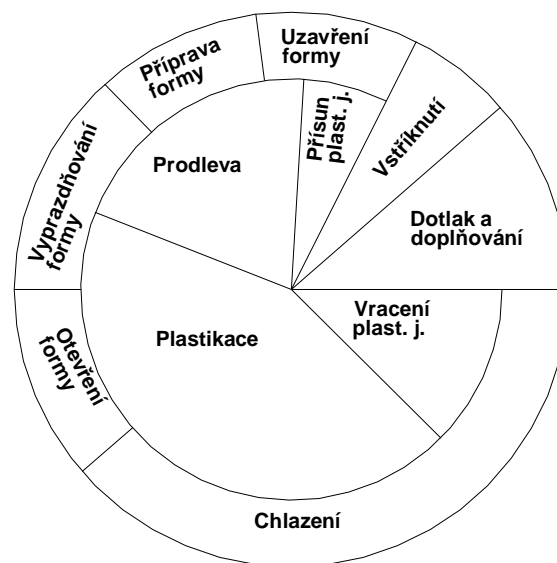 Uzavření
formy
Příprava
formy
Přísun
plast. j.
Vstříknutí
Prodleva
Vyprazdňování
formy
Dotlak a
doplňování
Vracení
plast. j.
Plastikace
Otevření
formy
Chlazení